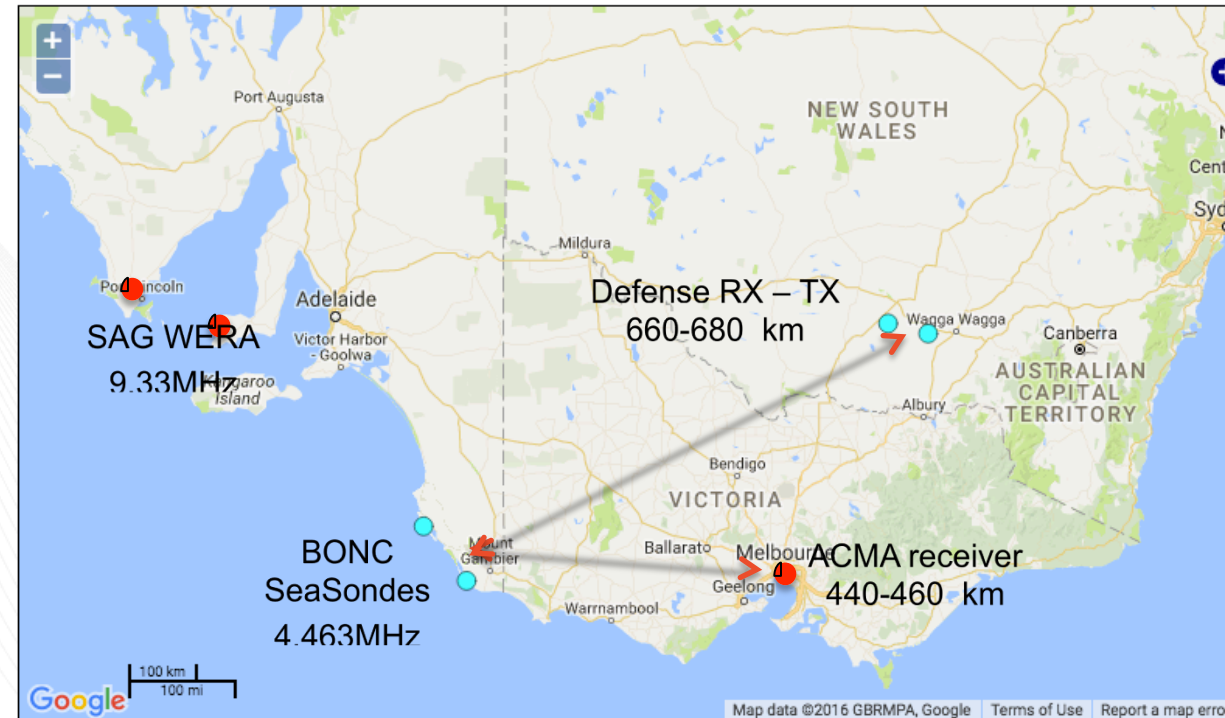 +
−
Port Augusta
NEW SOUTH
WALES
Cent
Syd
Mildura
Defense RX – TX
660-680 km
Adelaide
Wagga Wagga
Canberra
SAG WERA
Victor Harbor
- Goolwa
9.33MHz
Island
AUSTRALIAN
CAPITAL
TERRITORY
Albury
Bendigo
VICTORIA
BONC
SeaSondes
4.463MHz
Mount
Gambier
Ballarat
Melbourne
ACMA receiver
440-460 km
Geelong
Warrnambool
100 km
100 mi
Google
Map data ©2016 GBRMPA, Google
Terms of Use
Report a map erro